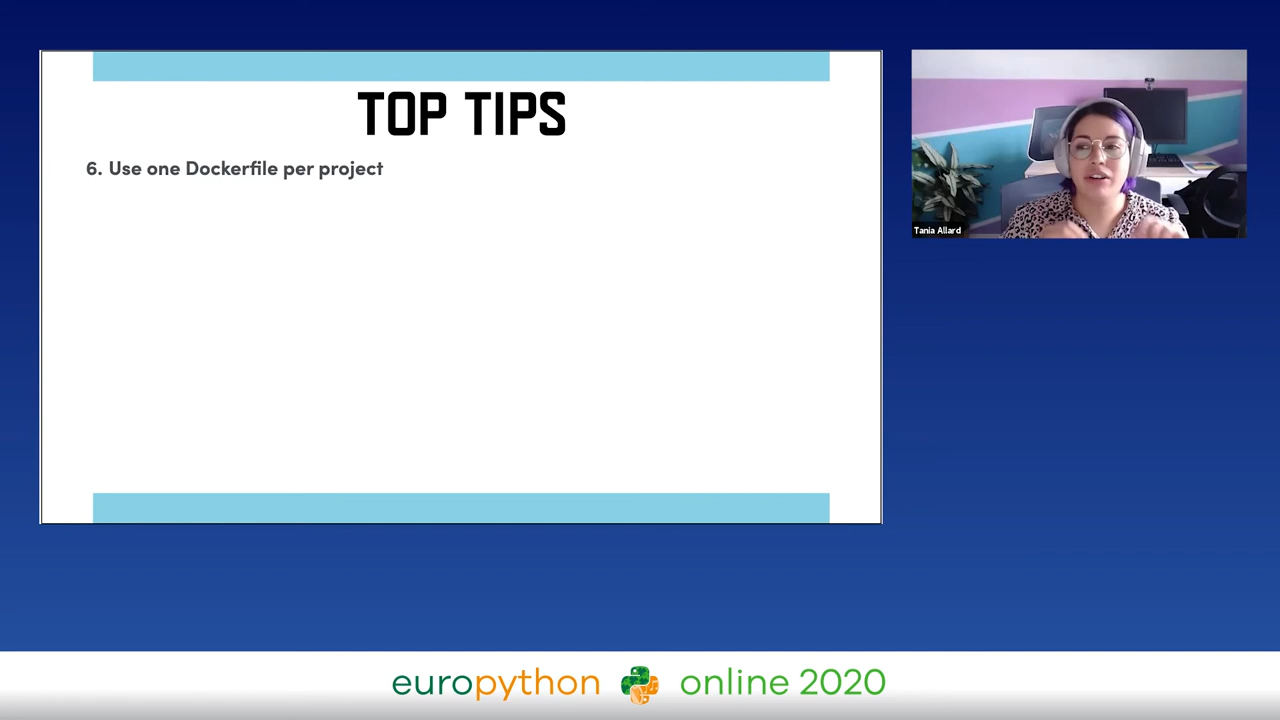 TOP TIPS
6. Use one Dockerfile per project
Tania Allard
europython online 2020